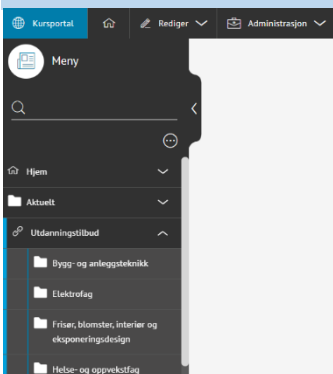 Kursportal Rediger Administrasjon
Meny
Hjem
Aktuelt
Utdanningstilbud
Bygg- og anleggsteknikk
Elektrofag
Frisør, blomster, interiør og
eksponeringsdesign
Helse- og oppvekstfag